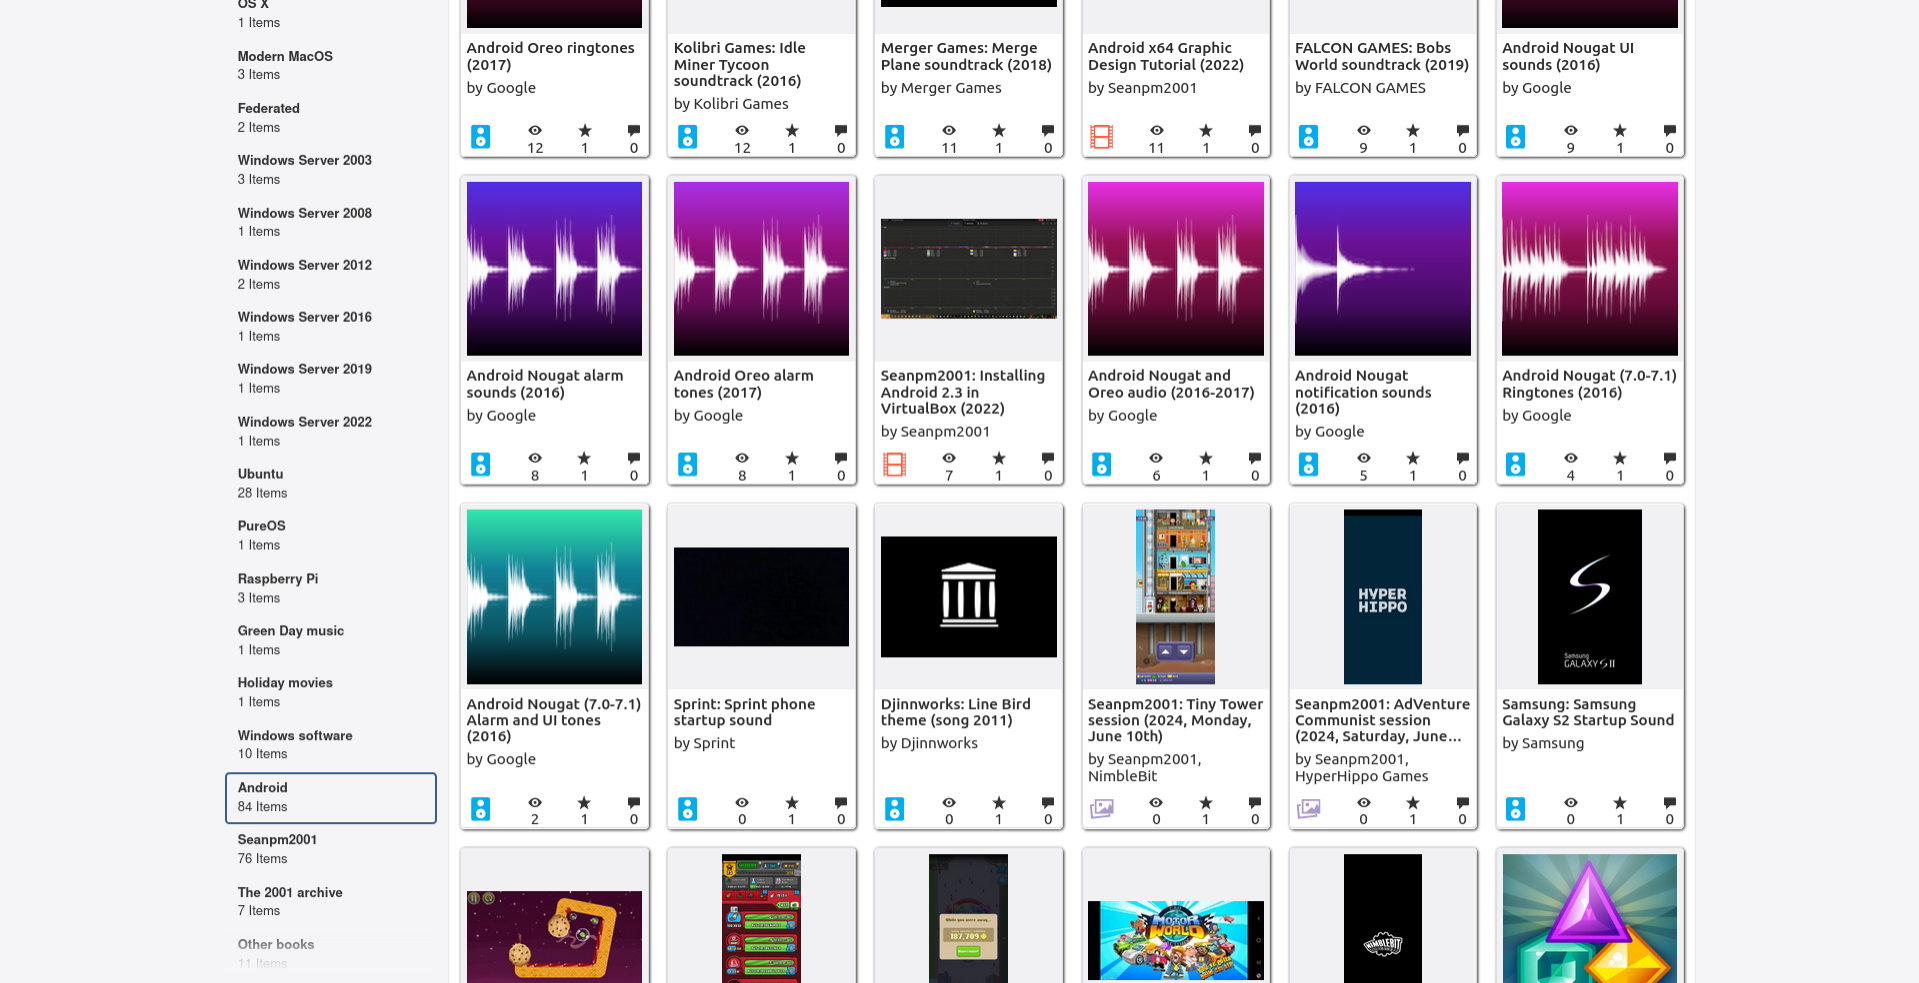 OS X
1 Items
Modern MacOS
3 Items
Federated
2 Items
Windows Server 2003
3 Items
Windows Server 2008
1 Items
Windows Server 2012
2 Items
Windows Server 2016
1 Items
Windows Server 2019
1 Items
Windows Server 2022
1 Items
Ubuntu
28 Items
PureOS
1 Items
Raspberry Pi
3 Items
Green Day music
1 Items
Holiday movies
1 Items
Windows software
10 Items
Android
84 Items
Seanpm2001
76 Items
The 2001 archive
7 Items
Other books
11 Items
Android Oreo ringtones
(2017)
by Google
12 1 0
Kolibri Games: Idle
Miner Tycoon
soundtrack (2016)
by Kolibri Games
12 1 0
Merger Games: Merge
Plane soundtrack (2018)
by Merger Games
11 1 0
Android x64 Graphic
Design Tutorial (2022)
by Seanpm2001
11 1 0
FALCON GAMES: Bobs
World soundtrack (2019)
by FALCON GAMES
9 1 0
Android Nougat UI
sounds (2016)
by Google
9 1 0
Android Nougat alarm
sounds (2016)
by Google
8 1 0
Android Oreo alarm
tones (2017)
by Google
8 1 0
Seanpm2001: Installing
Android 2.3 in
VirtualBox (2022)
by Seanpm2001
7 1 0
Android Nougat and
Oreo audio (2016-2017)
by Google
6 1 0
Android Nougat
notification sounds
(2016)
by Google
5 1 0
Android Nougat (7.0-7.1)
Ringtones (2016)
by Google
4 1 0
Android Nougat (7.0-7.1)
Alarm and UI tones
(2016)
by Google
2 1 0
Sprint: Sprint phone
startup sound
by Sprint
0 1 0
Djinnworks: Line Bird
theme (song 2011)
by Djinnworks
0 1 0
Seanpm2001: Tiny Tower
session (2024, Monday,
June 10th)
by Seanpm2001,
NimbleBit
0 1 0
HYPER
HIPPO
Seanpm2001: AdVenture
Communist session
(2024, Saturday, June...
by Seanpm2001,
HyperHippo Games
0 1 0
Samsung
GALAXY S II
Samsung: Samsung
Galaxy S2 Startup Sound
by Samsung
0 1 0
While you were away...
187,709
MOTOR
WORLD
NIMBLEBIT